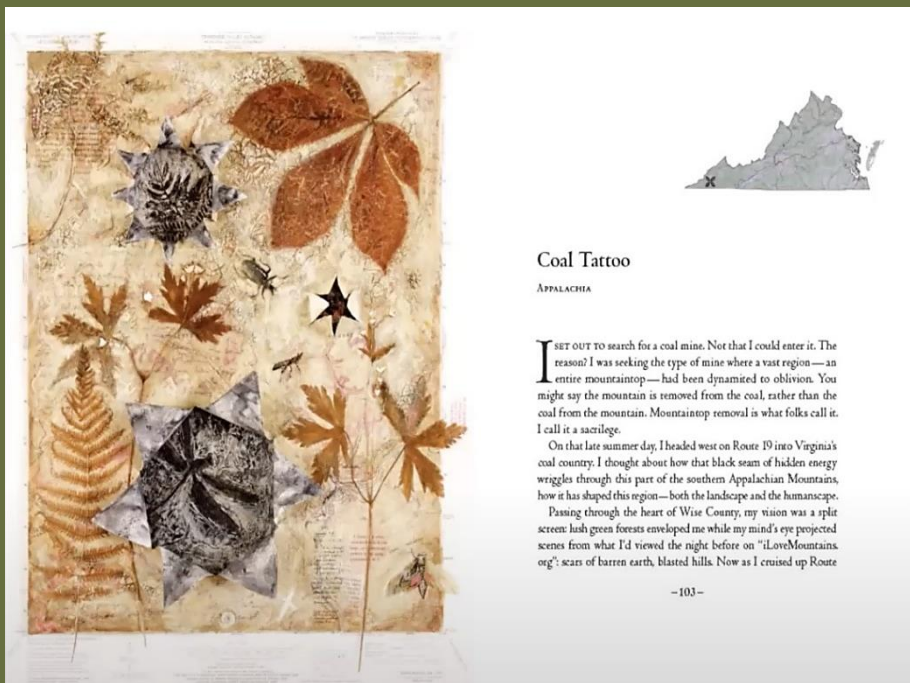 Coal Tattoo
APPALACHIA
I SET OUT TO search for a coal mine. Not that I could enter it. The
reason? I was seeking the type of mine where a vast region—an
entire mountaintop—had been dynamited to oblivion. You
might say the mountain is removed from the coal, rather than the
coal from the mountain. Mountaintop removal is what folks call it.
I call it a sacrilege.
On that late summer day, I headed west on Route 19 into Virginia's
coal country. I thought about how that black seam of hidden energy
wriggles through this part of the southern Appalachian Mountains,
how it has shaped this region—both the landscape and the humanscape.
Passing through the heart of Wise County, my vision was a split
screen: lush green forests enveloped me while my mind's eye projected
scenes from what I'd viewed the night before on “iLoveMountains.
org”: scars of barren earth, blasted hills. Now as I cruised up Route
–103–